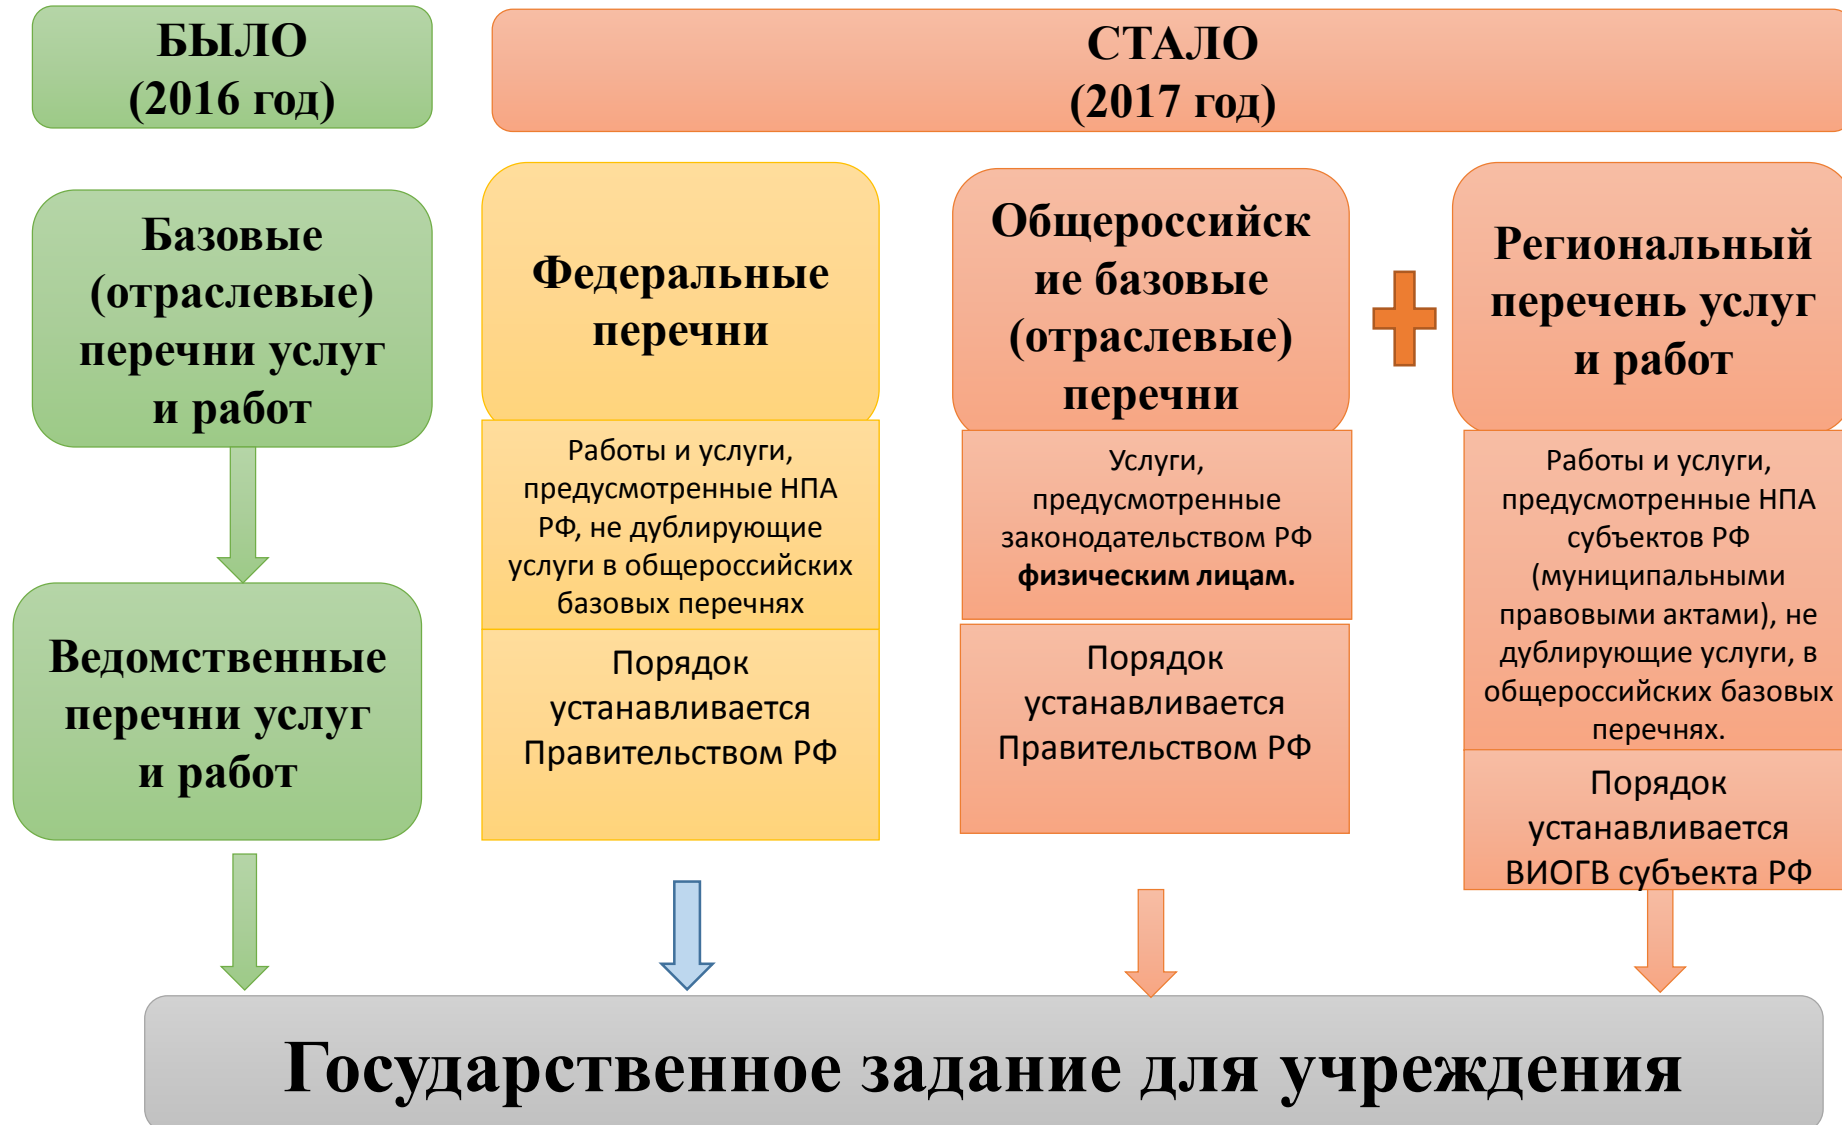 БЫЛО
(2016 год)
СТАЛО
(2017 год)
Базовые
(отраслевые)
перечни услуг
и работ
Ведомственные
перечни услуг
и работ
Федеральные
перечни
Работы и услуги,
предусмотренные НПА
РФ, не дублирующие
услуги в общероссийских
базовых перечнях
Порядок
устанавливается
Правительством РФ
Общероссийск
ие базовые
(отраслевые)
перечни
Услуги,
предусмотренные
законодательством РФ
физическим лицам.
Порядок
устанавливается
Правительством РФ
Региональный
перечень услуг
и работ
Работы и услуги,
предусмотренные НПА
субъектов РФ
(муниципальными
правовыми актами), не
дублирующие услуги, в
общероссийских базовых
перечнях.
Порядок
устанавливается
ВИОГВ субъекта РФ
Государственное задание для учреждения